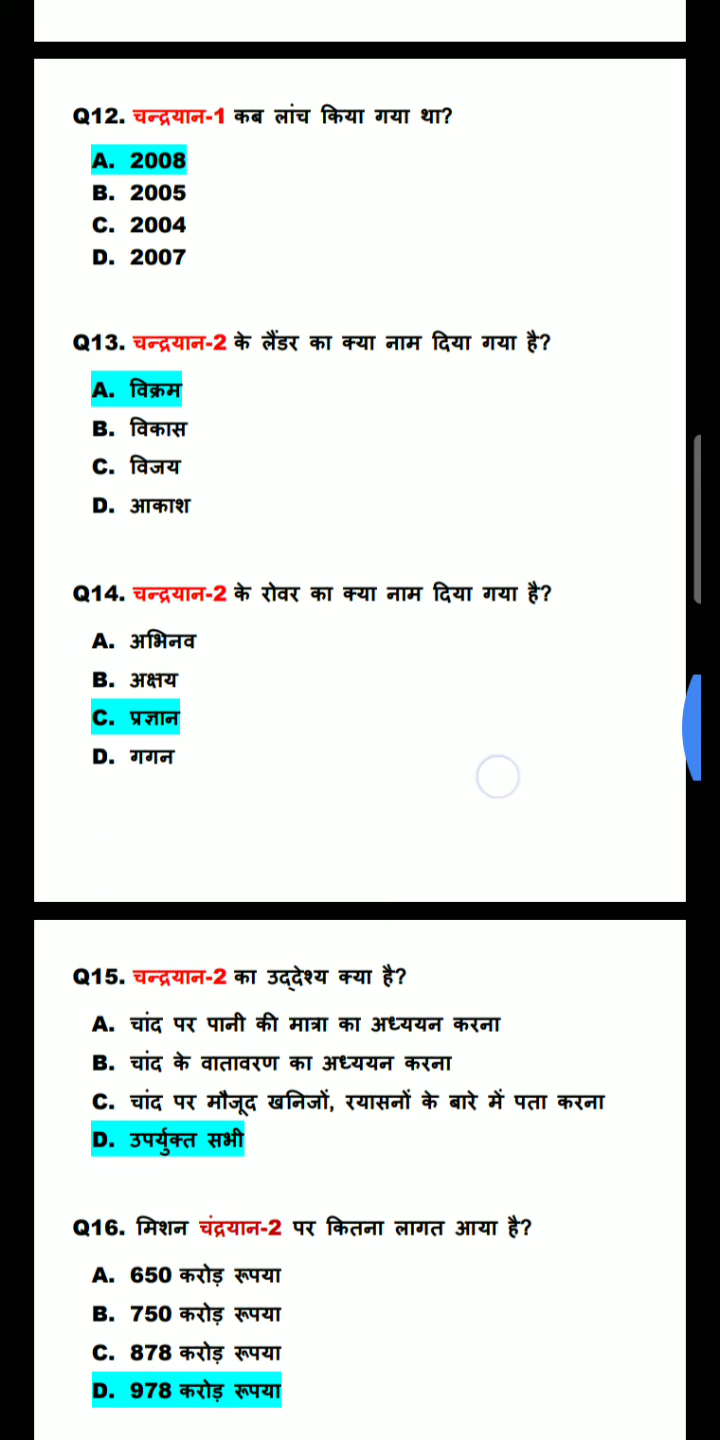 Q12. चन्द्रयान-1 कब लांच किया गया था?
A. 2008
B. 2005
C. 2004
D. 2007
Q13. चन्द्रयान-2 के लैंडर का क्या नाम दिया गया है?
A. विक्रम
B. विकास
C. विजय
D. आकाश
Q14. चन्द्रयान-2 के रोवर का क्या नाम दिया गया है?
A. अभिनव
B. अक्षय
C. प्रज्ञान
D. गगन
Q15. चन्द्रयान-2 का उद्देश्य क्या है?
A. चांद पर पानी की मात्रा का अध्ययन करना
B. चांद के वातावरण का अध्ययन करना
C. चांद पर मौजूद खनिजों, रयासनों के बारे में पता करना
D. उपर्युक्त सभी
Q16. मिशन चंद्रयान-2 पर कितना लागत आया है?
A. 650 करोड़ रूपया
B. 750 करोड़ रूपया
C. 878 करोड़ रूपया
D. 978 करोड़ रूपया